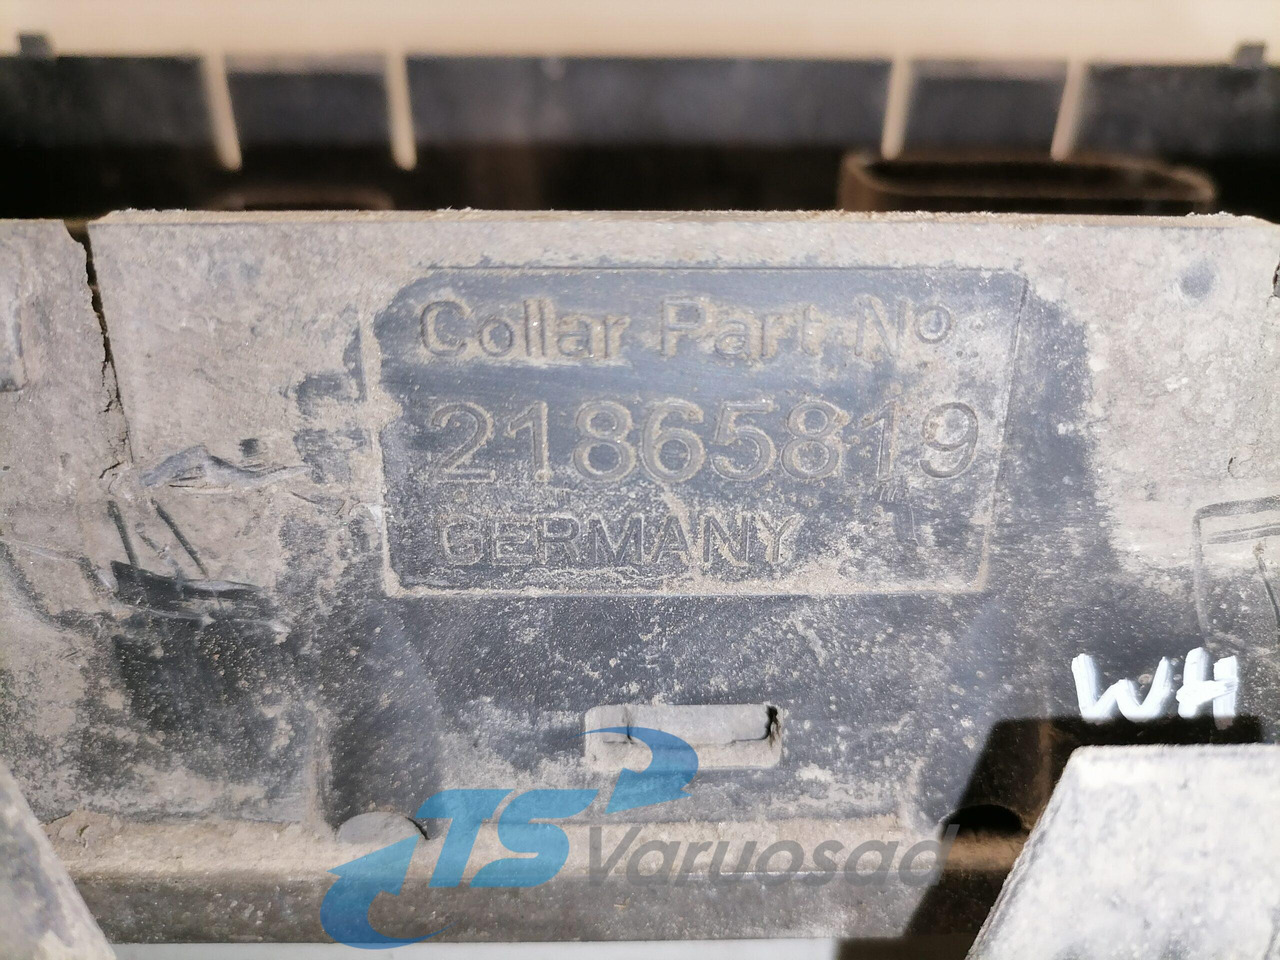 Collar Part Nº
21865819
GERMANY
WH
TS Varuosad